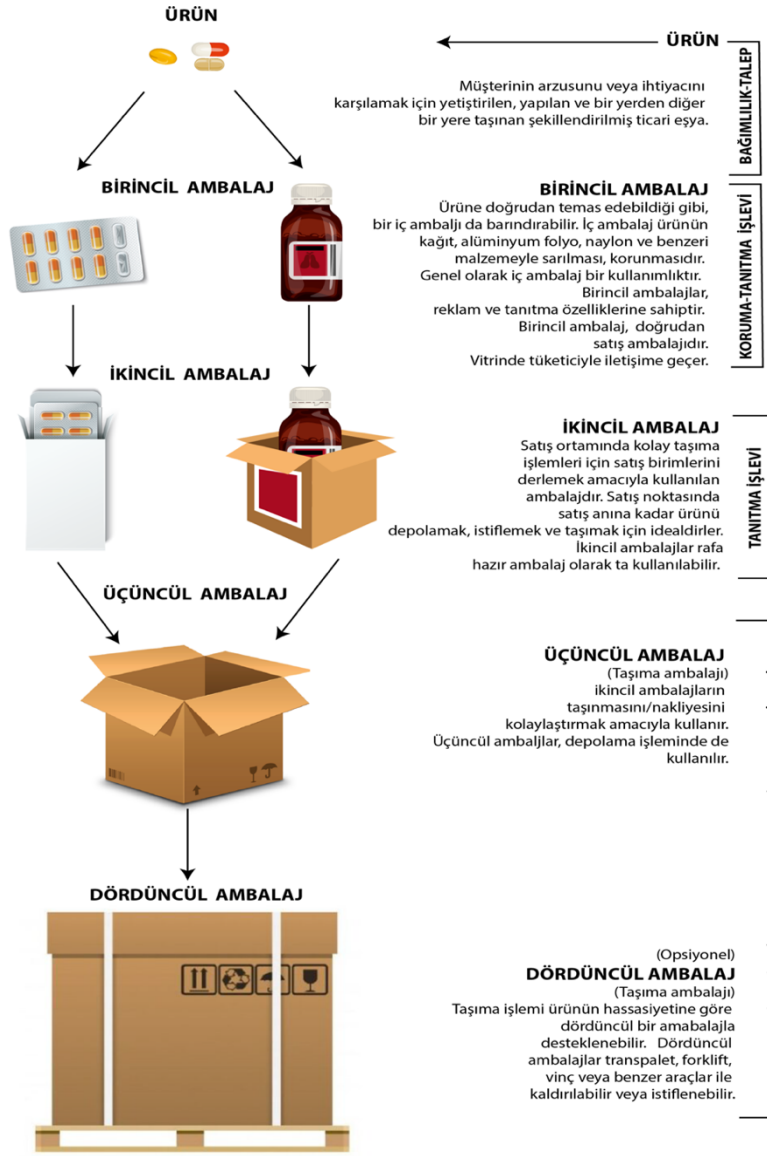 ÜRÜN
ÜRÜN
Müşterinin arzusunu veya ihtiyacını
karşılamak için yetiştirilen, yapılan ve bir yerden diğer
bir yere taşınan şekillendirilmiş ticari eşya.
BAĞIMLILIK-TALEP
BİRİNCİL AMBALAJ
BİRİNCİL AMBALAJ
Ürüne doğrudan temas edebildiği gibi,
bir iç ambaljı da barındırabilir. İç ambalaj ürünün
kağıt, alüminyum folyo, naylon ve benzeri
malzemeyle sarılması, korunmasıdır.
Genel olarak iç ambalaj bir kullanımlıktır.
Birincil ambalajlar,
reklam ve tanıtma özelliklerine sahiptir.
Birincil ambalaj, doğrudan
satış ambalajıdır.
Vitrinde tüketiciyle iletişime geçer.
KORUMA-TANITMA İŞLEVİ
İKİNCİL AMBALAJ
İKİNCİL AMBALAJ
Satış ortamında kolay taşıma
işlemleri için satış birimlerini
derlemek amacıyla kullanılan
ambalajdır. Satış noktasında
satış anına kadar ürünü
depolamak, istiflemek ve taşımak için idealdirler.
İkincil ambalajlar rafa
hazır ambalaj olarak ta kullanılabilir.
TANITMA İŞLEVİ
ÜÇÜNCÜL AMBALAJ
ÜÇÜNCÜL AMBALAJ
(Taşıma ambalajı)
ikincil ambalajların
taşınmasını/nakliyesini
kolaylaştırmak amacıyla kullanır.
Üçüncül ambaljlar, depolama işleminde de
kullanılır.
DÖRDÜNCÜL AMBALAJ
(Opsiyonel)
DÖRDÜNCÜL AMBALAJ
(Taşıma ambalajı)
Taşıma işlemi ürünün hassasiyetine göre
dördüncül bir amabalajla
desteklenebilir. Dördüncül
ambalajlar transpalet, forklift,
vinç veya benzer araçlar ile
kaldırılabilir veya istiflenebilir.